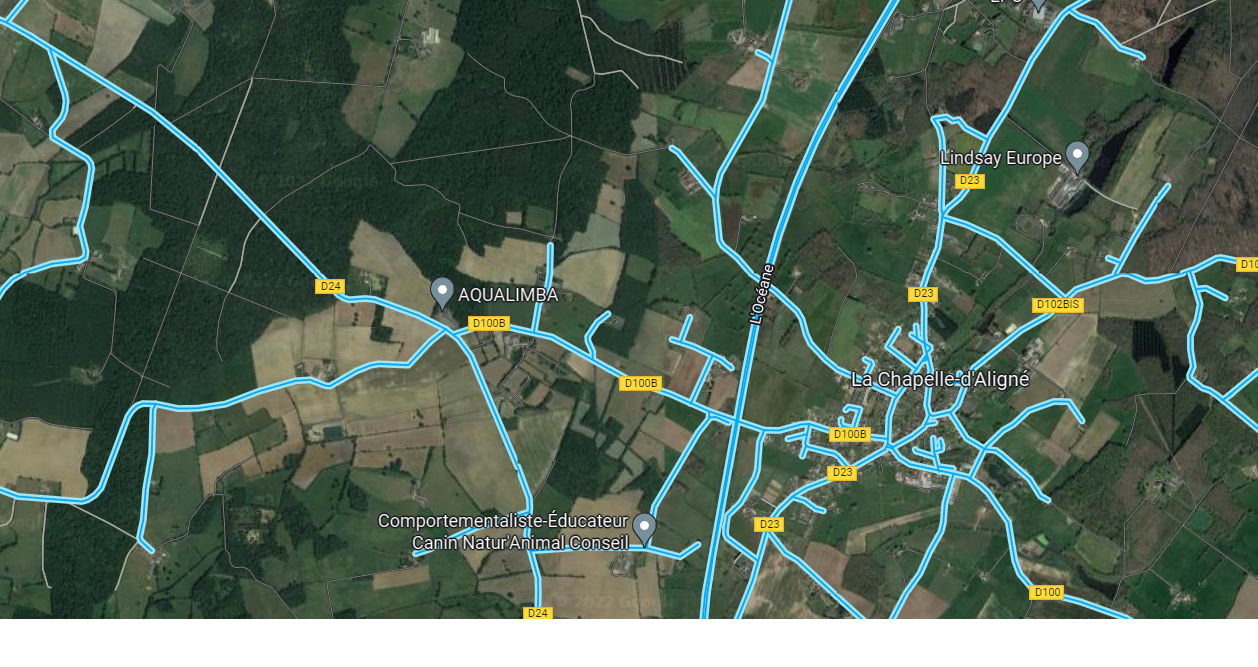 Lindsay Europe
D23
D10
D24
AQUALIMBA
L'Océane
D23
D102BIS
D100B
D100B
La Chapelle-d'Aligné
D100B
D23
Comportementaliste-Éducateur
Canin Natur'Animal Conseil
D23
D100
D24